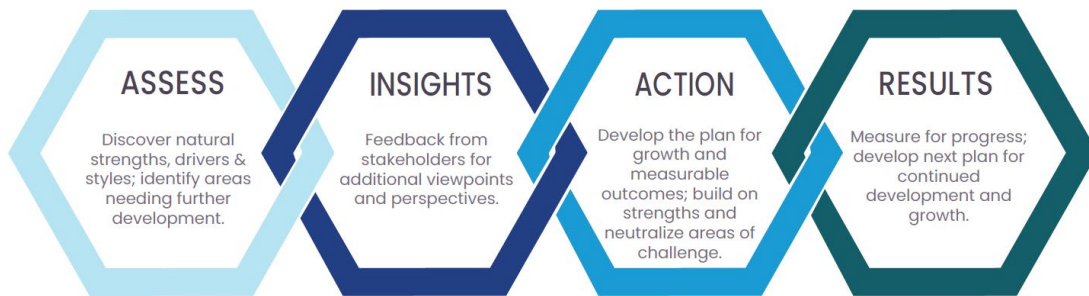 ASSESS
Discover natural
strengths, drivers &
styles; identify areas
needing further
development.
INSIGHTS
Feedback from
stakeholders for
additional viewpoints
and perspectives.
ACTION
Develop the plan for
growth and
measurable
outcomes; build on
strengths and
neutralize areas of
challenge.
RESULTS
Measure for progress;
develop next plan for
continued
development and
growth.